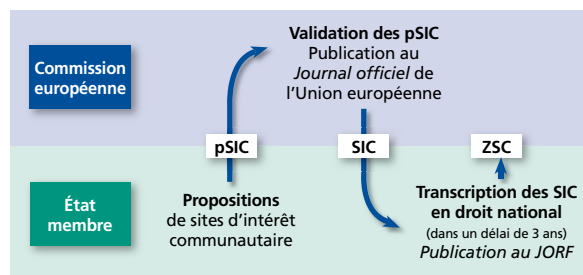 Commission
européenne
Validation des pSIC
Publication au
Journal officiel de
l’Union européenne
pSIC
SIC
ZSC
État
membre
Propositions
de sites d’intérêt
communautaire
Transcription des SIC
en droit national
(dans un délai de 3 ans)
Publication au JORF